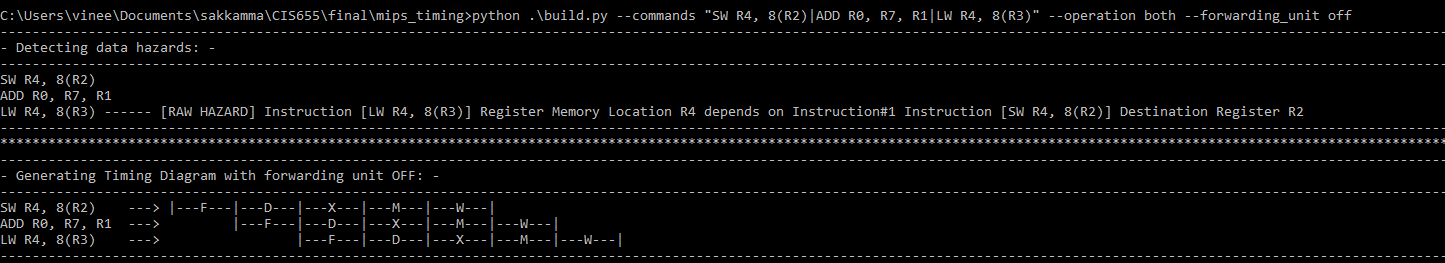 C:\Users\vinee\Documents\sakkamma\CIS655\final\mips_timing>python .\build.py --commands "SW R4, 8(R2)|ADD R0, R7, R1|LW R4, 8(R3)" --operation both --forwarding_unit off
--------------------------------------------------------------------------------------------------------------------------------------------------------------------------------------
- Detecting data hazards: -
--------------------------------------------------------------------------------------------------------------------------------------------------------------------------------------
SW R4, 8(R2)
ADD R0, R7, R1
LW R4, 8(R3) ------ [RAW HAZARD] Instruction [LW R4, 8(R3)] Register Memory Location R4 depends on Instruction#1 Instruction [SW R4, 8(R2)] Destination Register R2
--------------------------------------------------------------------------------------------------------------------------------------------------------------------------------------
**************************************************************************************************************************************************************************************
--------------------------------------------------------------------------------------------------------------------------------------------------------------------------------------
- Generating Timing Diagram with forwarding unit OFF: -
--------------------------------------------------------------------------------------------------------------------------------------------------------------------------------------
SW R4, 8(R2)    ---> |---F---|---D---|---X---|---M---|---W---|
ADD R0, R7, R1  --->         |---F---|---D---|---X---|---M---|---W---|
LW R4, 8(R3)    --->                 |---F---|---D---|---X---|---M---|---W---|
--------------------------------------------------------------------------------------------------------------------------------------------------------------------------------------